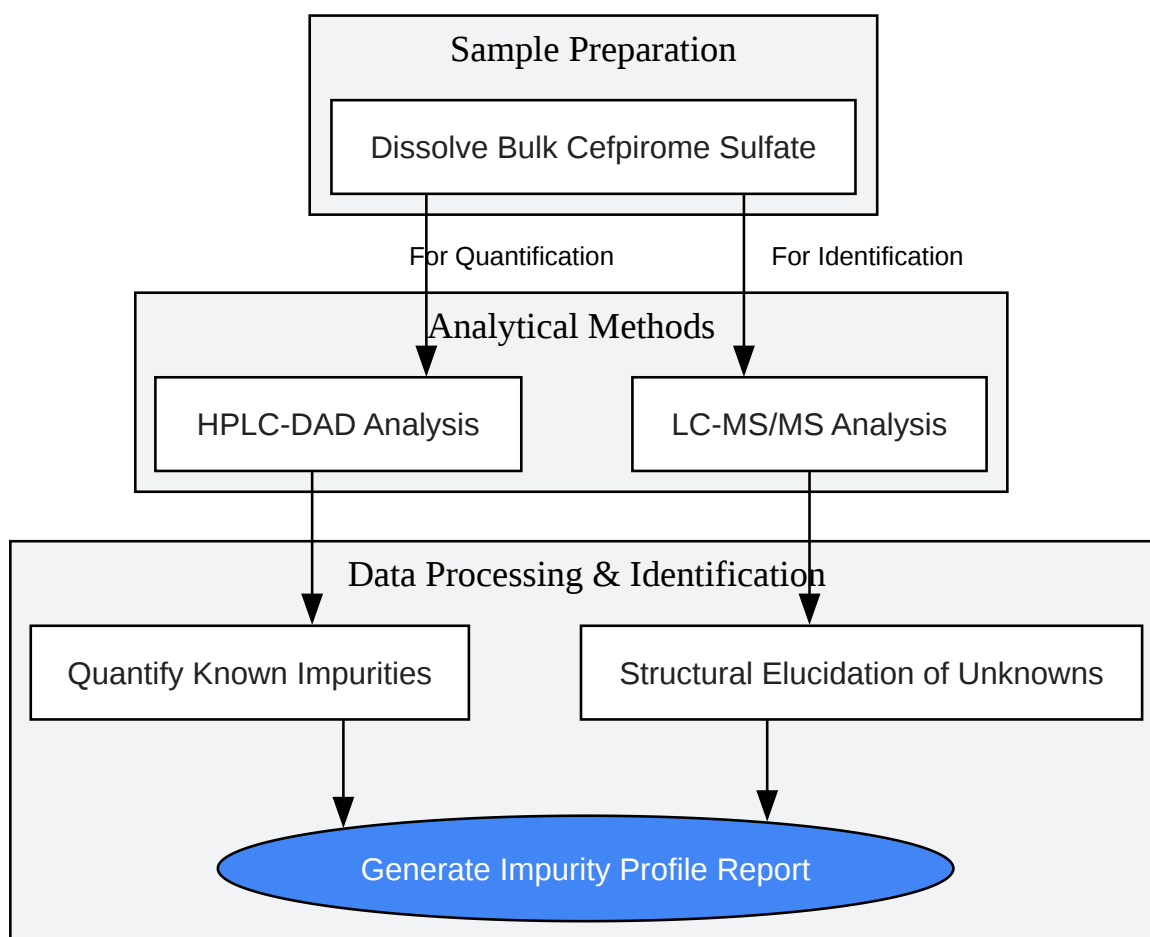 Sample Preparation
Dissolve Bulk Cefpirome Sulfate
For Quantification
For Identification
Analytical Methods
HPLC-DAD Analysis
LC-MS/MS Analysis
Data Processing & Identification
Quantify Known Impurities
Structural Elucidation of Unknowns
Generate Impurity Profile Report